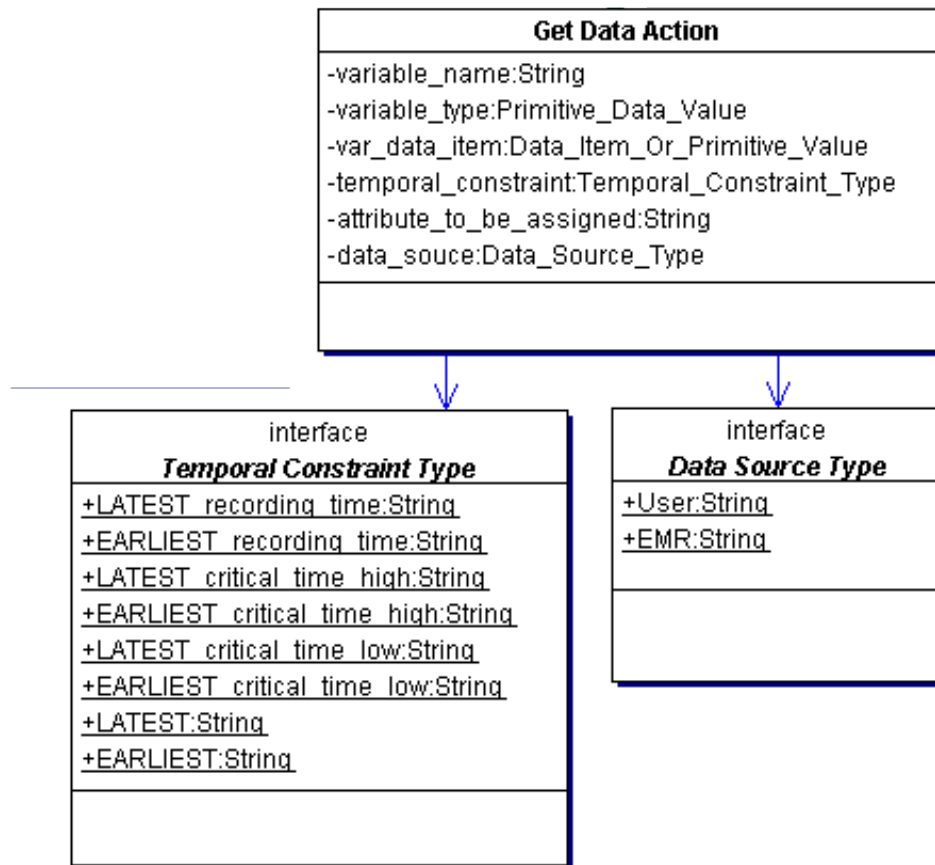 Get Data Action
-variable_name:String
-variable_type:Primitive_Data_Value
-var_data_item:Data_Item_Or_Primitive_Value
-temporal_constraint:Temporal_Constraint_Type
-attribute_to_be_assigned:String
-data_souce:Data_Source_Type
interface
Temporal Constraint Type
+LATEST_recording_time:String
+EARLIEST_recording_time:String
+LATEST_critical_time_high:String
+EARLIEST_critical_time_high:String
+LATEST_critical_time_low:String
+EARLIEST_critical_time_low:String
+LATEST:String
+EARLIEST:String
interface
Data Source Type
+User:String
+EMR:String